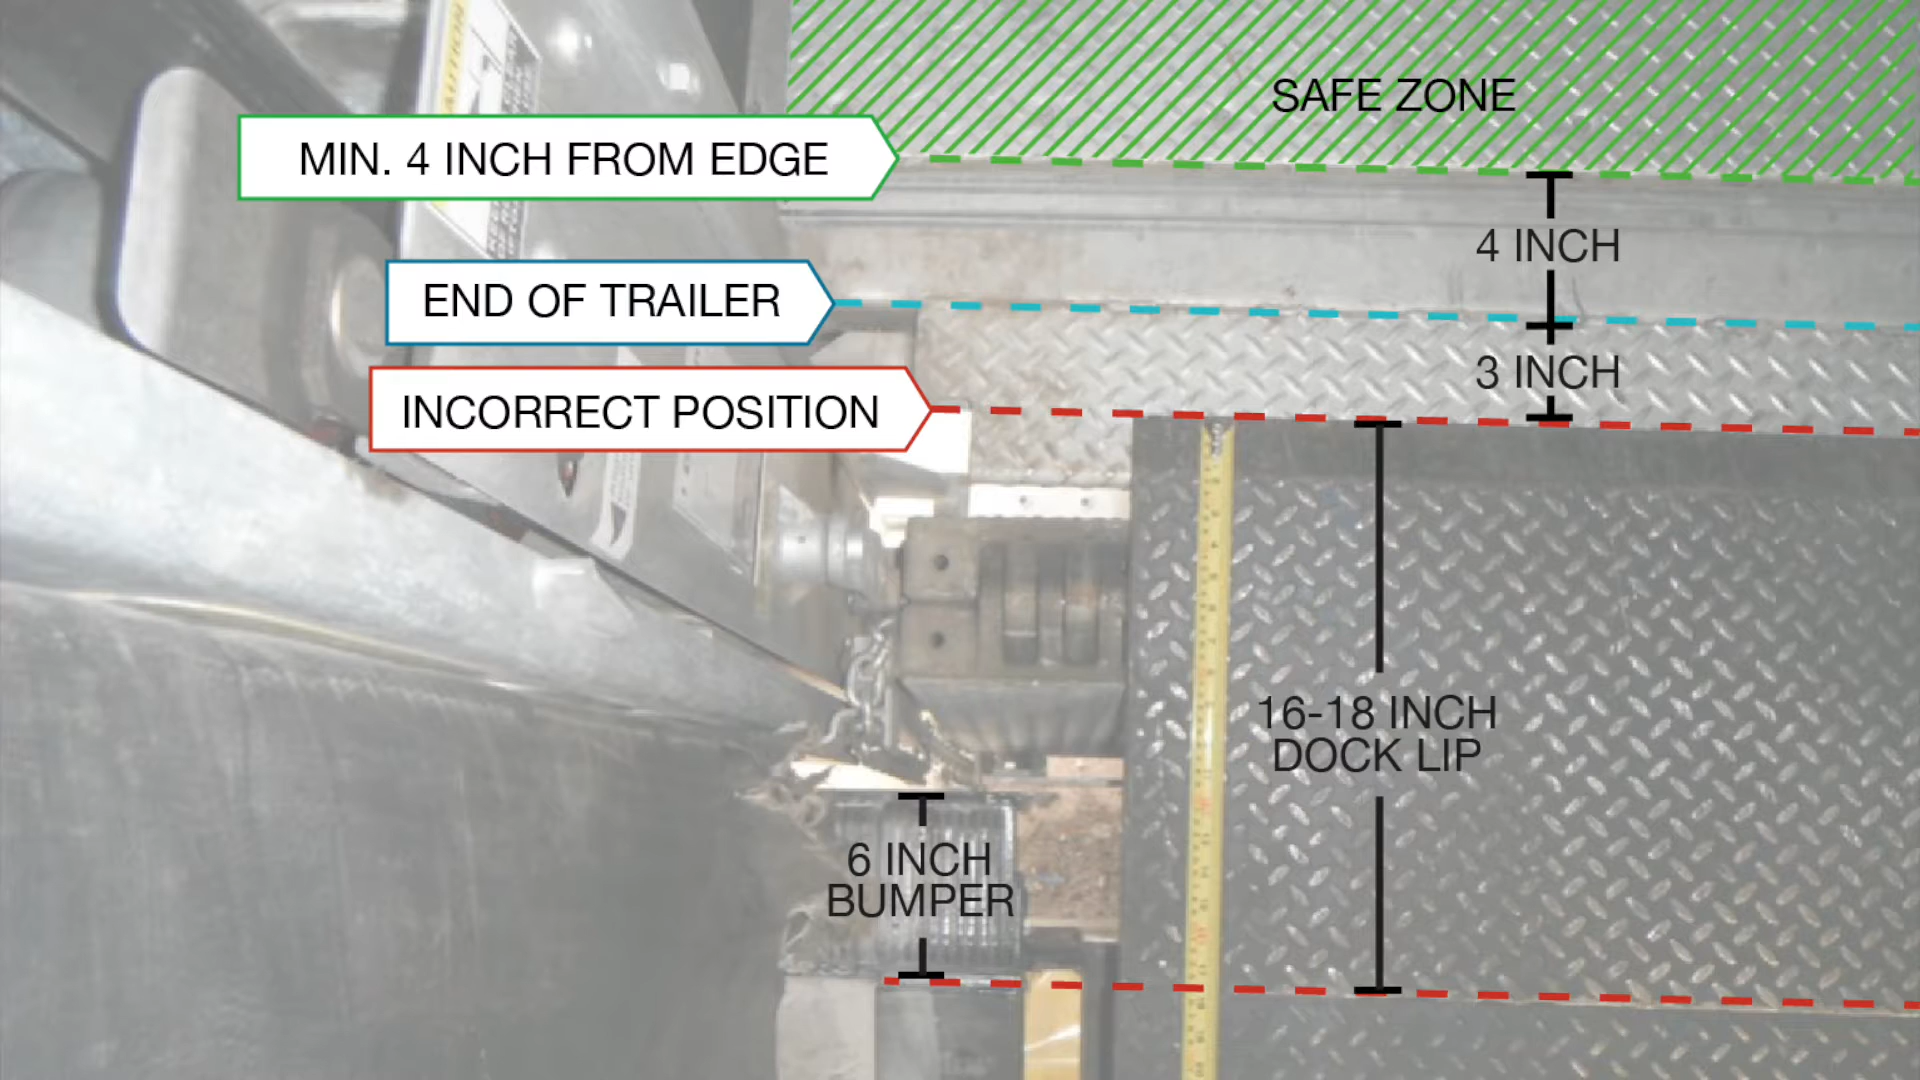 CAUTION
SAFE ZONE
MIN. 4 INCH FROM EDGE
4 INCH
END OF TRAILER
3 INCH
INCORRECT POSITION
16-18 INCH
DOCK LIP
6 INCH
BUMPER